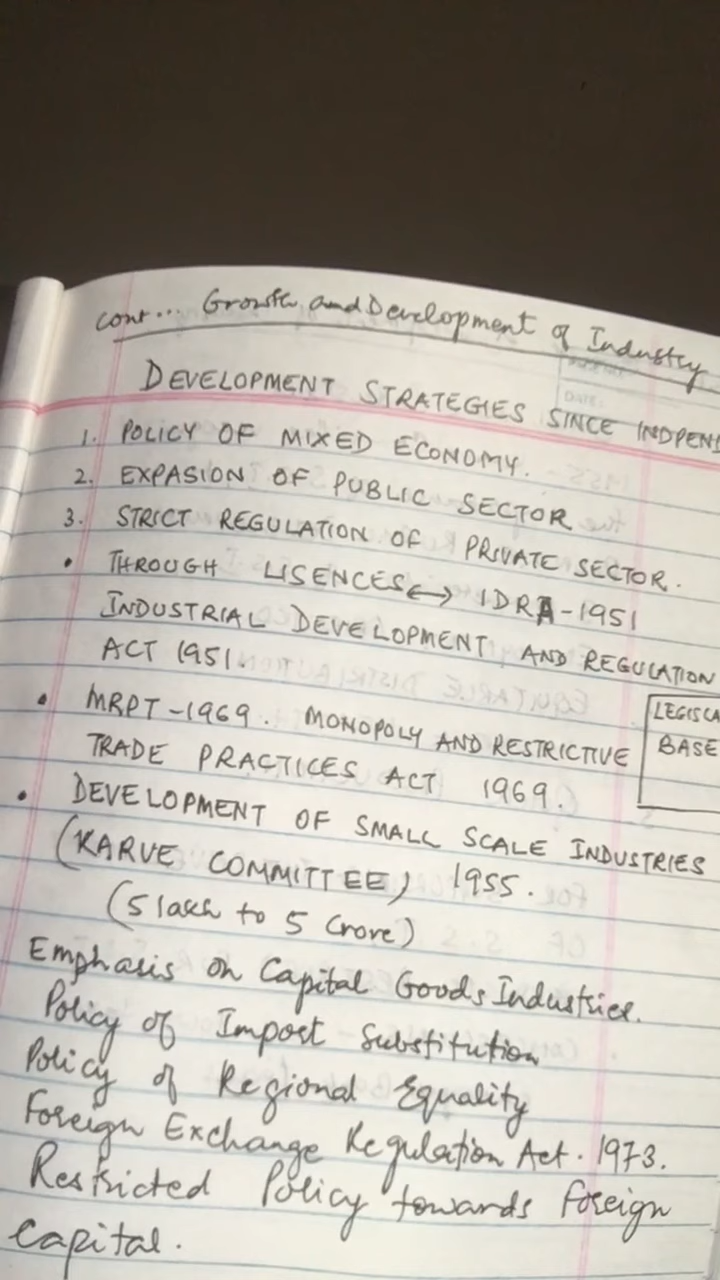 cont... Growth and Development of Industry
DEVELOPMENT STRATEGIES SINCE INDPEND
1. POLICY OF MIXED ECONOMY.
2. EXPASION OF PUBLIC SECTOR
3. STRICT REGULATION OF PRIVATE SECTOR.
• THROUGH LISENCES ↔ IDRA-1951
INDUSTRIAL DEVELOPMENT AND REGULATION
ACT 1951.
• MRPT-1969. MONOPOLY AND RESTRICTIVE
TRADE PRACTICES ACT 1969.
LEGISLA
BASE
• DEVELOPMENT OF SMALL SCALE INDUSTRIES
(KARVE COMMITTEE) 1955.
(5 lakh to 5 Crore)
Emphasis on Capital Goods Industries.
Policy of Import Substitution
Policy of Regional Equality
Foreign Exchange Regulation Act. 1973.
Restricted Policy towards foreign
capital.